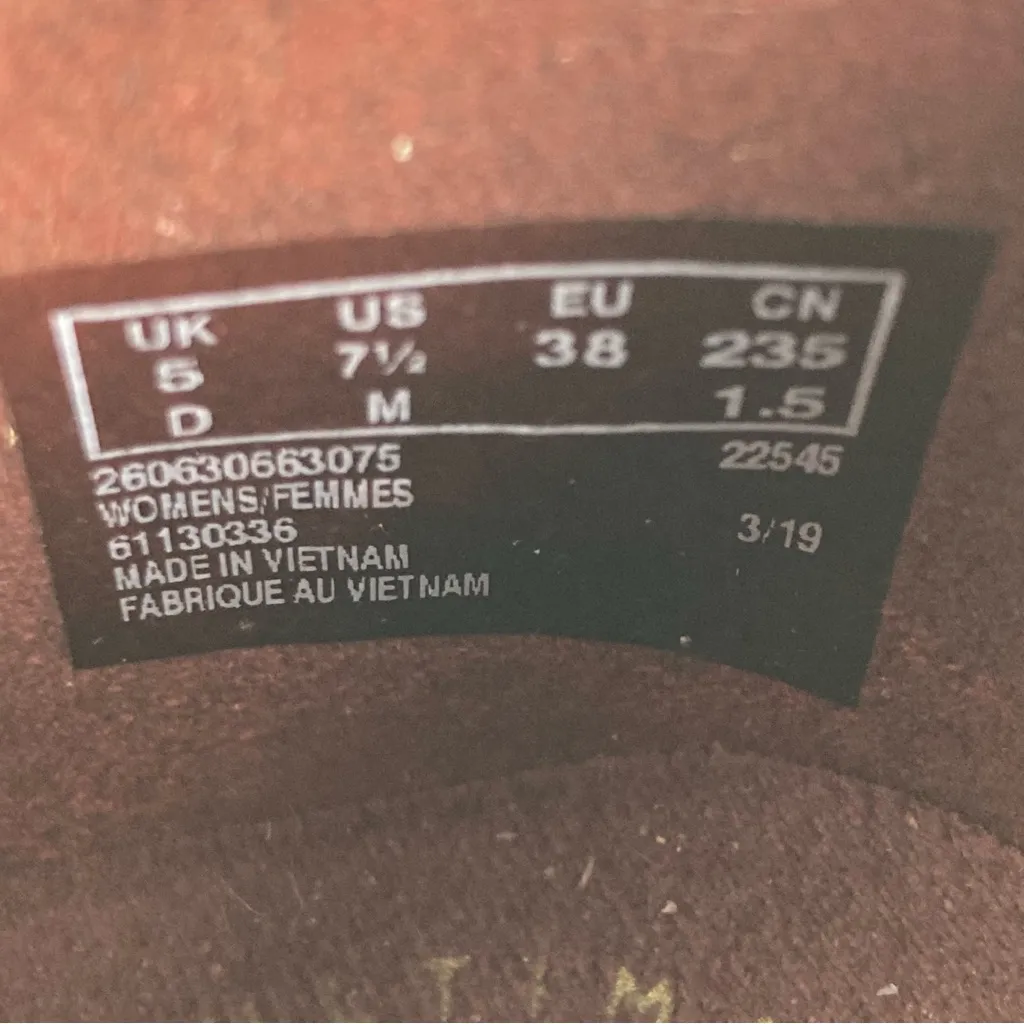 UK US EU CN
5 7½ 38 235
D M 1.5
260630663075 22545
WOMENS/FEMMES
61130336 3/19
MADE IN VIETNAM
FABRIQUE AU VIETNAM